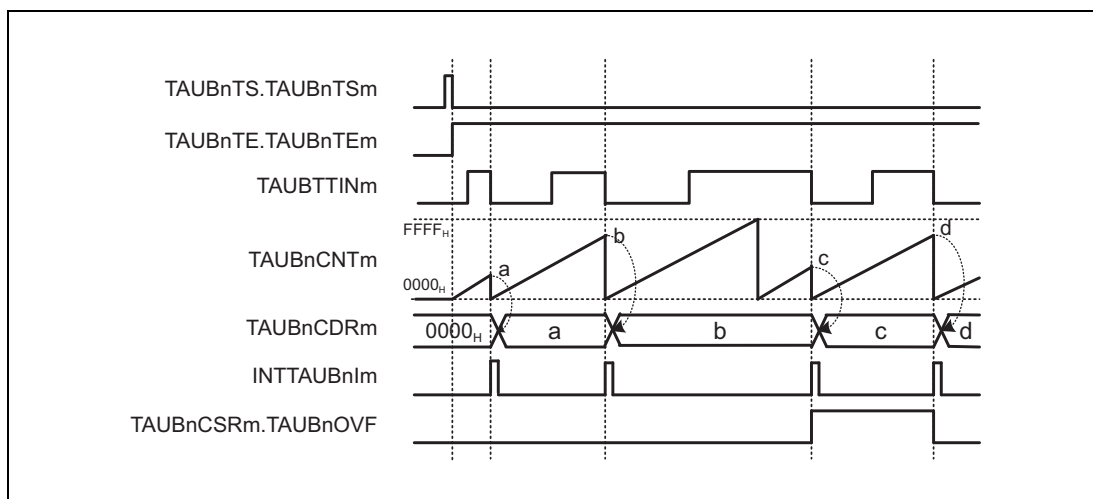 TAUBnTS.TAUBnTSm
TAUBnTE.TAUBnTEm
TAUBTTINm
FFFFH
TAUBnCNTm
0000H
a
b
c
d
TAUBnCDRm
0000H
a
b
c
d
INTTAUBnIm
TAUBnCSRm.TAUBnOVF